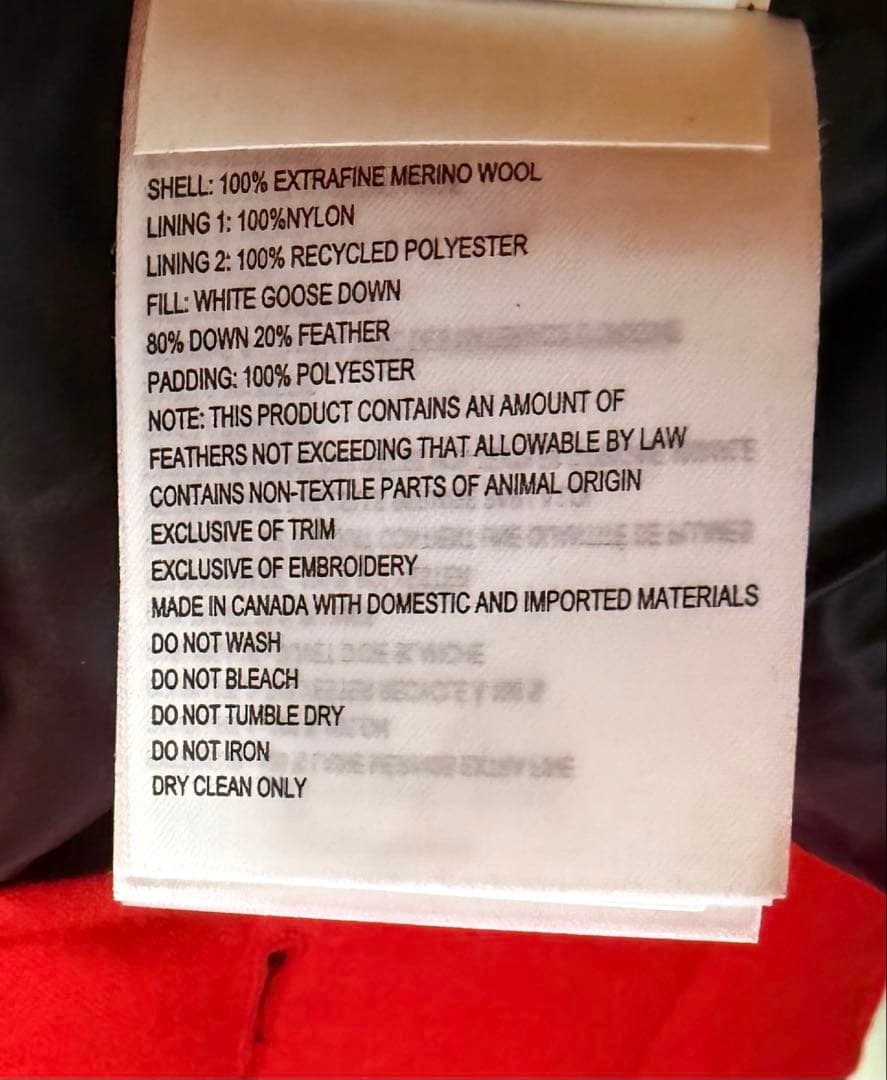 SHELL: 100% EXTRAFINE MERINO WOOL
LINING 1: 100%NYLON
LINING 2: 100% RECYCLED POLYESTER
FILL: WHITE GOOSE DOWN
80% DOWN 20% FEATHER
PADDING: 100% POLYESTER
NOTE: THIS PRODUCT CONTAINS AN AMOUNT OF
FEATHERS NOT EXCEEDING THAT ALLOWABLE BY LAW
CONTAINS NON-TEXTILE PARTS OF ANIMAL ORIGIN
EXCLUSIVE OF TRIM
EXCLUSIVE OF EMBROIDERY
MADE IN CANADA WITH DOMESTIC AND IMPORTED MATERIALS
DO NOT WASH
DO NOT BLEACH
DO NOT TUMBLE DRY
DO NOT IRON
DRY CLEAN ONLY